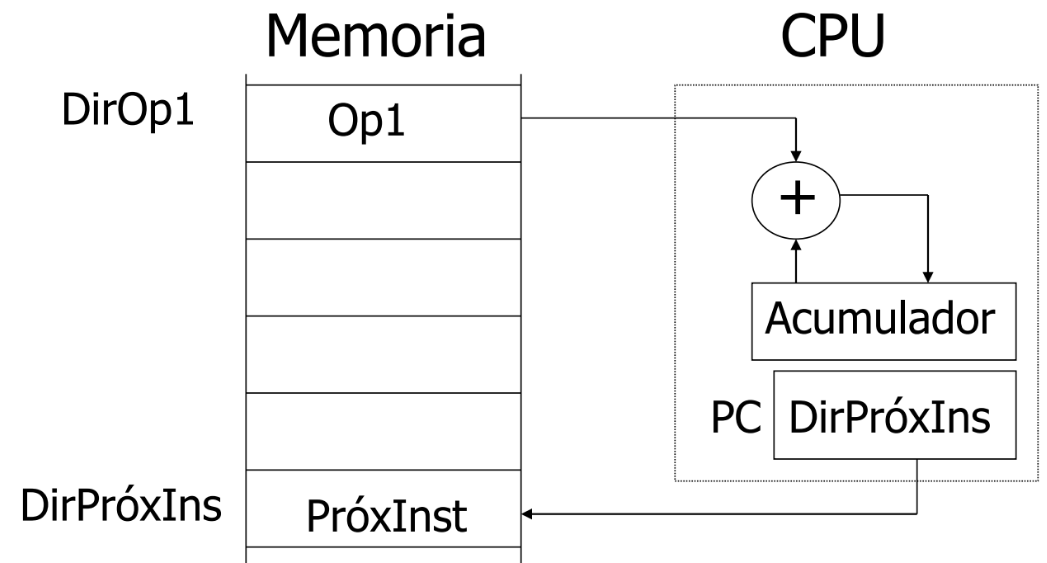 Memoria
CPU
DirOp1
Op1
+
Acumulador
PC
DirPróxIns
DirPróxIns
PróxInst